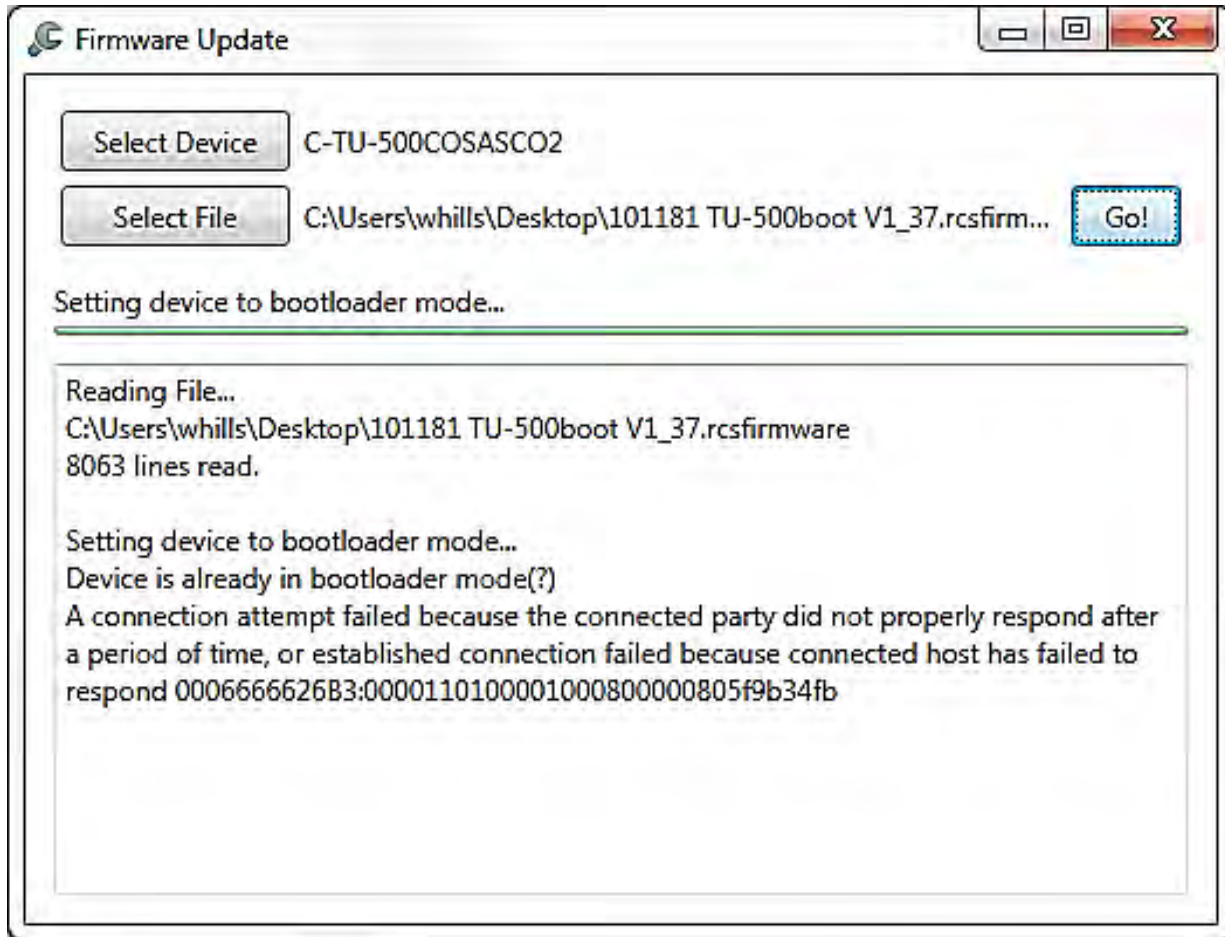 Firmware Update
Select Device C-TU-500COSASCO2
Select File C:\Users\whills\Desktop\101181 TU-500boot V1_37.rcsfirm... Go!
Setting device to bootloader mode...
Reading File...
C:\Users\whills\Desktop\101181 TU-500boot V1_37.rcsfirmware
8063 lines read.
Setting device to bootloader mode...
Device is already in bootloader mode(?)
A connection attempt failed because the connected party did not properly respond after
a period of time, or established connection failed because connected host has failed to
respond 0006666626B3:0000110100001000800000805f9b34fb